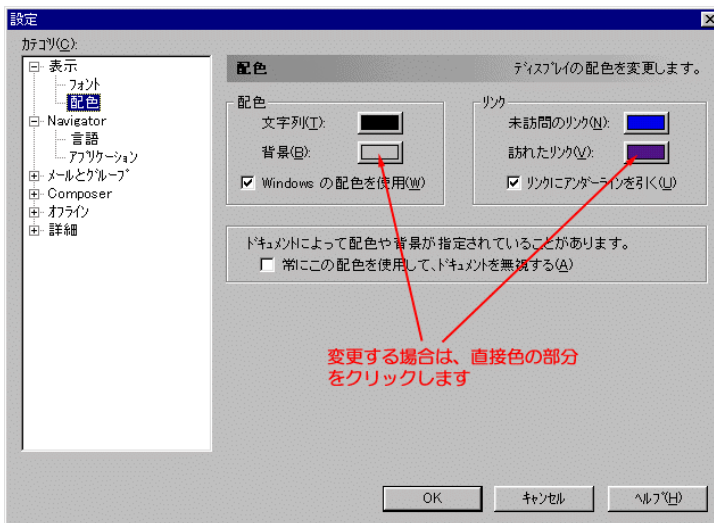 設定
カテゴリ(C):
表示
フォント
配色
Navigator
言語
アプリケーション
メールとグループ
Composer
オフライン
詳細
配色
ディスプレイの配色を変更します。
配色
文字列(T):
背景(B):
Windows の配色を使用(W)
リンク
未訪問のリンク(N):
訪れたリンク(V):
リンクにアンダーラインを引く(U)
ドキュメントによって配色や背景が指定されていることがあります。
常にこの配色を使用して、ドキュメントを無視する(A)
変更する場合は、直接色の部分
をクリックします
OK
キャンセル
ヘルプ(H)